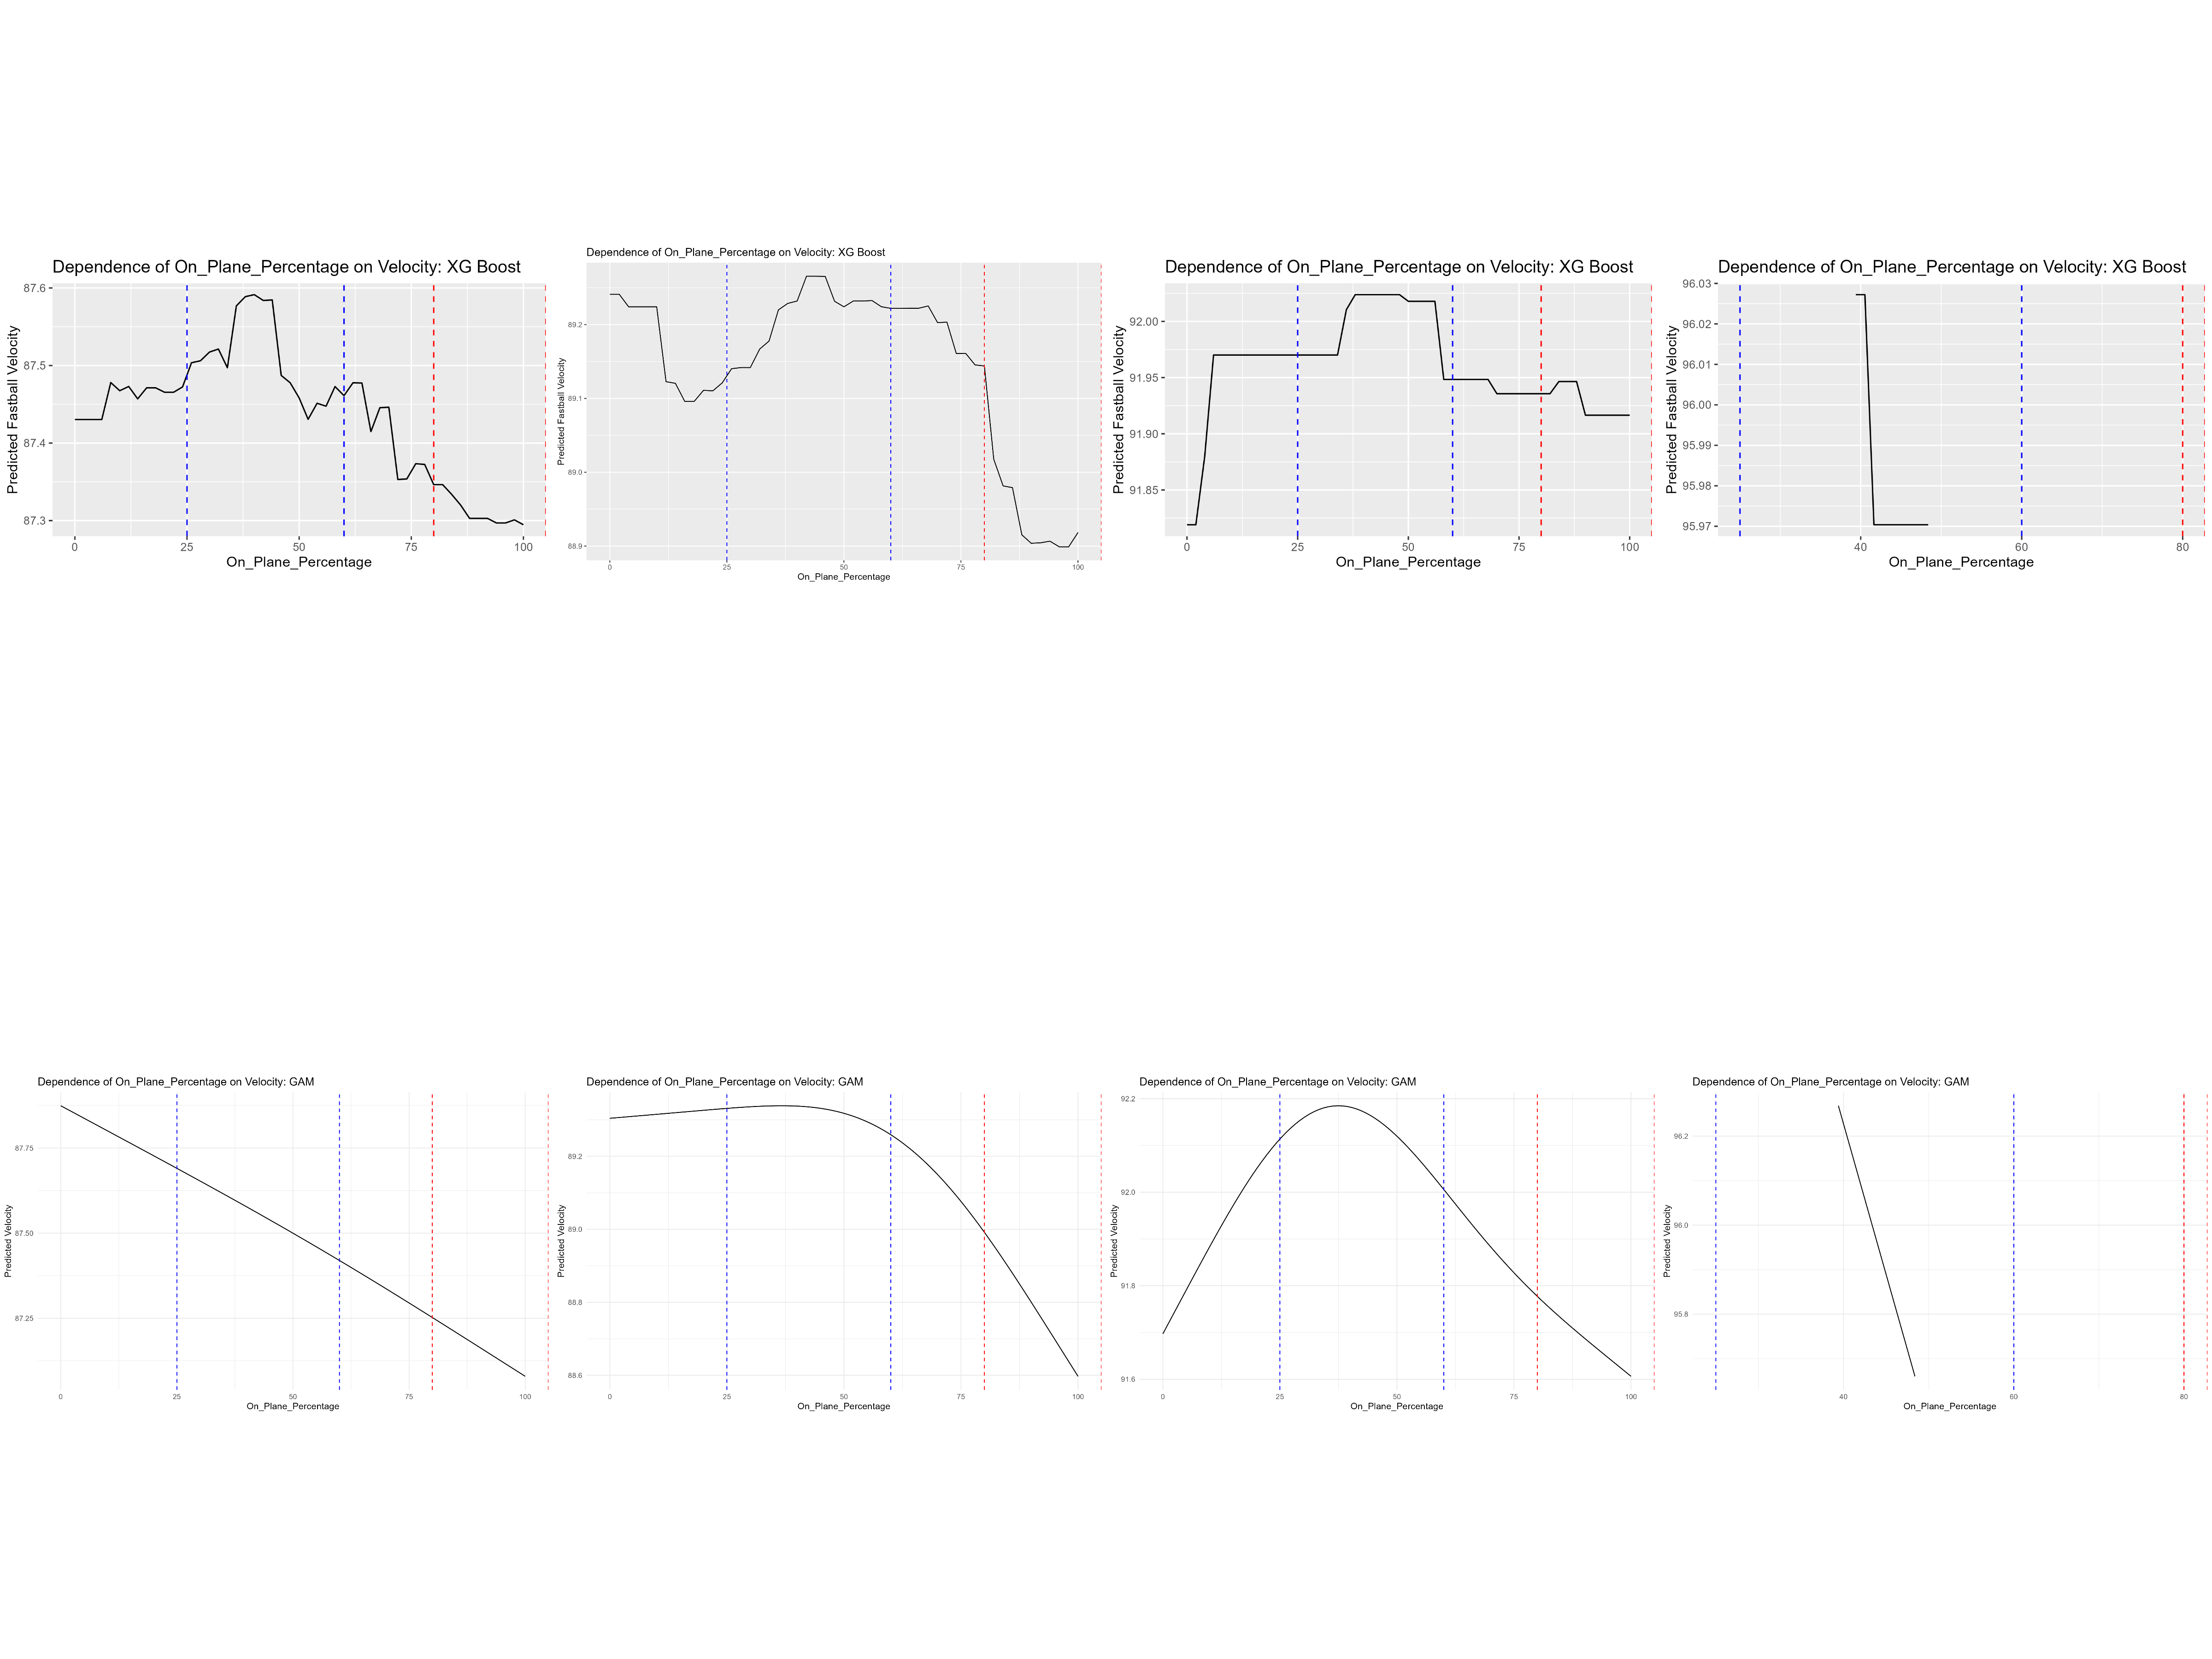 Dependence of On_Plane_Percentage on Velocity: XG Boost
Predicted Fastball Velocity
87.6
87.5
87.4
87.3
0 25 50 75 100
On_Plane_Percentage
Dependence of On_Plane_Percentage on Velocity: XG Boost
Predicted Fastball Velocity
89.2
89.1
89.0
88.9
0 25 50 75 100
On_Plane_Percentage
Dependence of On_Plane_Percentage on Velocity: XG Boost
Predicted Fastball Velocity
92.00
91.95
91.90
91.85
0 25 50 75 100
On_Plane_Percentage
Dependence of On_Plane_Percentage on Velocity: XG Boost
Predicted Fastball Velocity
96.03
96.02
96.01
96.00
95.99
95.98
95.97
40 60 80
On_Plane_Percentage
Dependence of On_Plane_Percentage on Velocity: GAM
Predicted Velocity
87.75
87.50
87.25
0 25 50 75 100
On_Plane_Percentage
Dependence of On_Plane_Percentage on Velocity: GAM
Predicted Velocity
89.2
89.0
88.8
88.6
0 25 50 75 100
On_Plane_Percentage
Dependence of On_Plane_Percentage on Velocity: GAM
Predicted Velocity
92.2
92.0
91.8
91.6
0 25 50 75 100
On_Plane_Percentage
Dependence of On_Plane_Percentage on Velocity: GAM
Predicted Velocity
96.2
96.0
95.8
40 60 80
On_Plane_Percentage